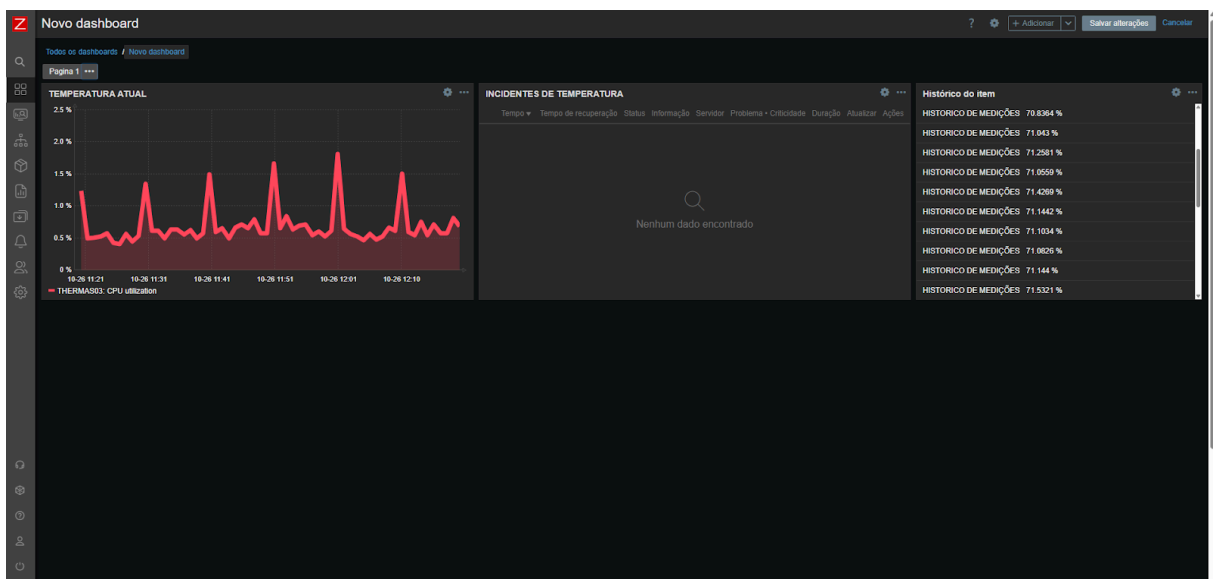 Z Novo dashboard ? + Adicionar Salvar alterações Cancelar
Todos os dashboards / Novo dashboard
Pagina 1 •••
TEMPERATURA ATUAL
2.5 %
2.0 %
1.5 %
1.0 %
0.5 %
0 %
10-26 11:21 10-26 11:31 10-26 11:41 10-26 11:51 10-26 12:01 10-26 12:10
THERMAS03: CPU utilization
INCIDENTES DE TEMPERATURA
Tempo ▾ Tempo de recuperação Status Informação Servidor Problema • Criticidade Duração Atualizar Ações
Nenhum dado encontrado
Histórico do item
HISTORICO DE MEDIÇÕES 70.8364 %
HISTORICO DE MEDIÇÕES 71.043 %
HISTORICO DE MEDIÇÕES 71.2581 %
HISTORICO DE MEDIÇÕES 71.0559 %
HISTORICO DE MEDIÇÕES 71.4269 %
HISTORICO DE MEDIÇÕES 71.1442 %
HISTORICO DE MEDIÇÕES 71.1034 %
HISTORICO DE MEDIÇÕES 71.0826 %
HISTORICO DE MEDIÇÕES 71.144 %
HISTORICO DE MEDIÇÕES 71.5321 %